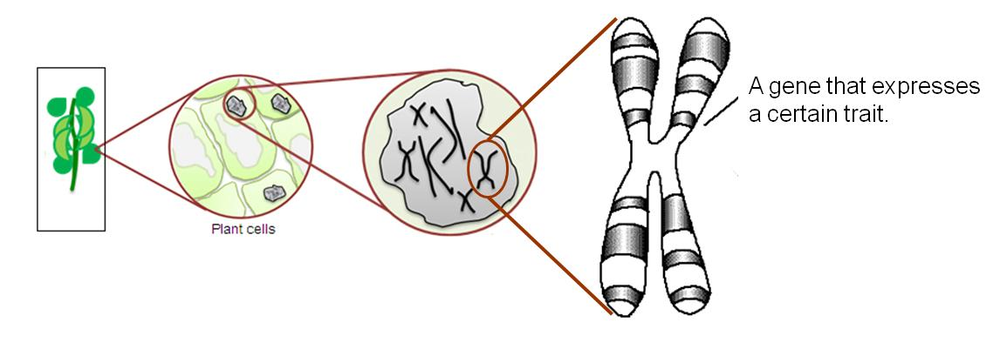 Plant cells
A gene that expresses
a certain trait.